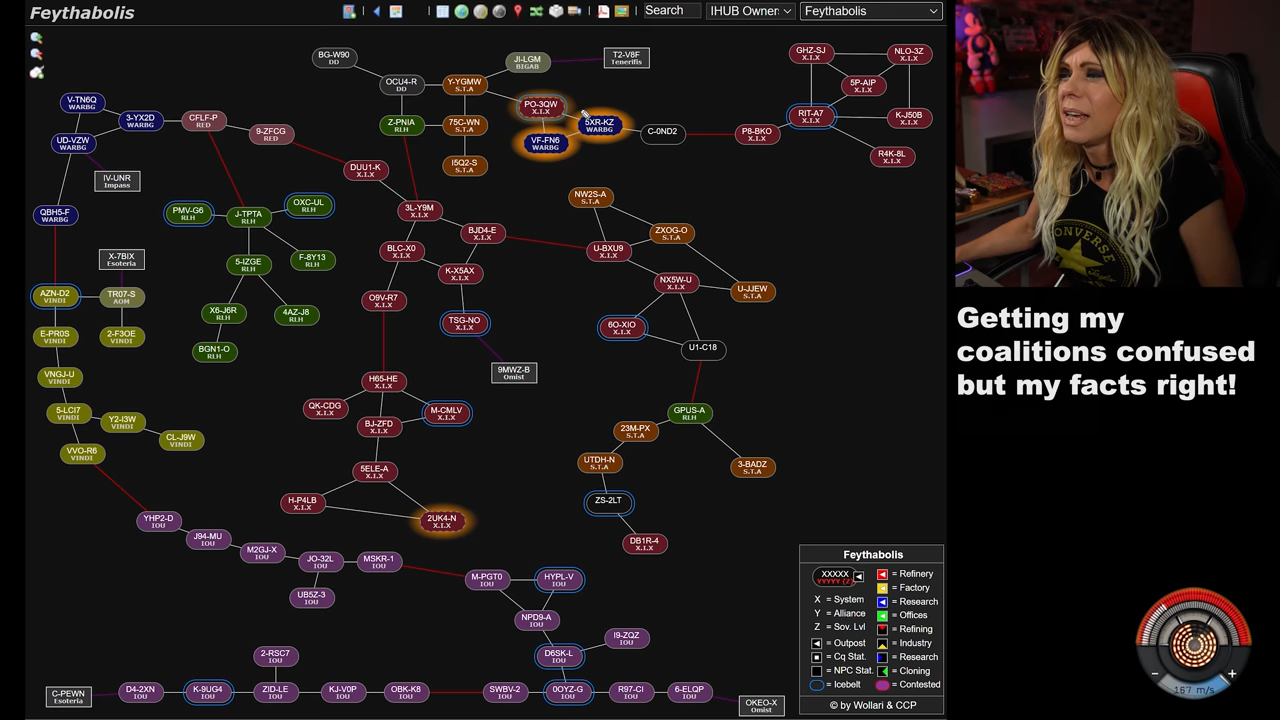 Feythabolis
Search
IHUB Owner
Feythabolis
BG-W90
DD
OCU4-R
DD
Y-YGMW
S.T.A
JI-LGM
BIGAB
T2-V8F
Tenerifis
GHZ-SJ
X.I.X
NLO-3Z
X.I.X
5P-AIP
X.I.X
V-TN6Q
WARBG
3-YX2D
WARBG
CFLF-P
RED
9-ZFCG
RED
Z-PNIA
RLH
75C-WN
S.T.A
PO-3QW
X.I.X
5XR-KZ
WARBG
C-0ND2
P8-BKO
X.I.X
RIT-A7
X.I.X
K-J50B
X.I.X
UD-VZW
WARBG
VF-FN6
WARBG
R4K-8L
X.I.X
IV-UNR
Impass
DUU1-K
X.I.X
I5Q2-S
S.T.A
QBH5-F
WARBG
PMV-G6
RLH
J-TPTA
RLH
OXC-UL
RLH
3L-Y9M
X.I.X
NW2S-A
S.T.A
BJD4-E
X.I.X
ZXOG-O
S.T.A
X-7BIX
Esoteria
5-IZGE
RLH
F-8Y13
RLH
BLC-X0
X.I.X
U-BXU9
X.I.X
K-X5AX
X.I.X
NX5W-U
X.I.X
U-JJEW
S.T.A
AZN-D2
VINDI
TR07-S
AOM
X6-J6R
RLH
4AZ-J8
RLH
O9V-R7
X.I.X
TSG-NO
X.I.X
6O-XIO
X.I.X
E-PR0S
VINDI
2-F3OE
VINDI
BGN1-O
RLH
U1-C18
9MWZ-B
Omist
VNGJ-U
VINDI
H65-HE
X.I.X
QK-CDG
X.I.X
M-CMLV
X.I.X
5-LCI7
VINDI
Y2-I3W
VINDI
CL-J9W
VINDI
BJ-ZFD
X.I.X
GPUS-A
RLH
23M-PX
S.T.A
VVO-R6
VINDI
5ELE-A
X.I.X
UTDH-N
S.T.A
3-BADZ
S.T.A
H-P4LB
X.I.X
2UK4-N
X.I.X
ZS-2LT
DB1R-4
X.I.X
YHP2-D
IOU
J94-MU
IOU
M2GJ-X
IOU
JO-32L
IOU
MSKR-1
IOU
M-PGT0
IOU
HYPL-V
IOU
UB5Z-3
IOU
NPD9-A
IOU
I9-ZQZ
IOU
2-RSC7
IOU
D6SK-L
IOU
C-PEWN
Esoteria
D4-2XN
IOU
K-9UG4
IOU
ZID-LE
IOU
KJ-V0P
IOU
OBK-K8
IOU
SWBV-2
IOU
0OYZ-G
IOU
R97-CI
IOU
6-ELQP
IOU
OKEO-X
Omist
Feythabolis
XXXXX
YYYYY (Z)
X = System
Y = Alliance
Z = Sov. Lvl
= Outpost
= Cq Stat.
= NPC Stat.
= Icebelt
= Refinery
= Factory
= Research
= Offices
= Refining
= Industry
= Research
= Cloning
= Contested
© by Wollari & CCP
CONVERSE
Getting my
coalitions confused
but my facts right!
167 m/s